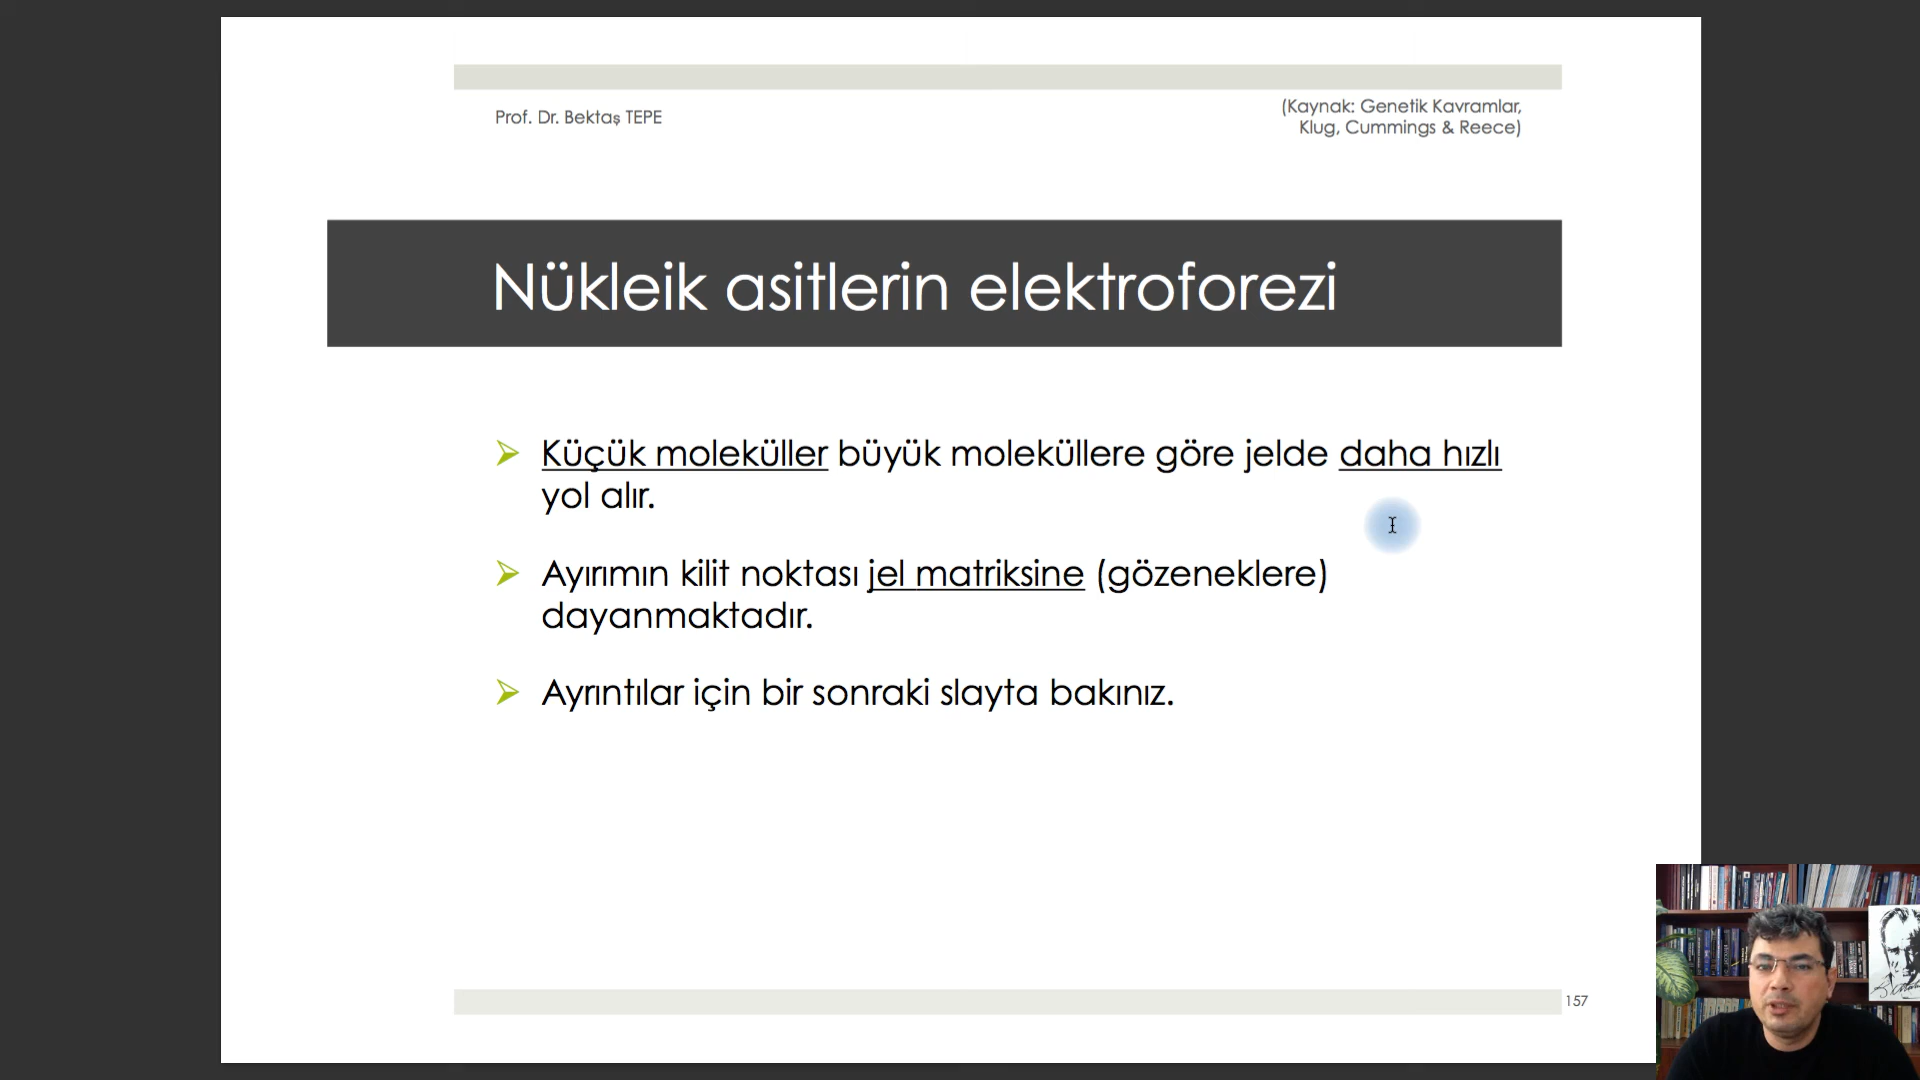 Prof. Dr. Bektaş TEPE
(Kaynak: Genetik Kavramlar,
Klug, Cummings & Reece)
Nükleik asitlerin elektroforezi
Küçük moleküller büyük moleküllere göre jelde daha hızlı
yol alır.
Ayırımın kilit noktası jel matriksine (gözeneklere)
dayanmaktadır.
Ayrıntılar için bir sonraki slayta bakınız.
157